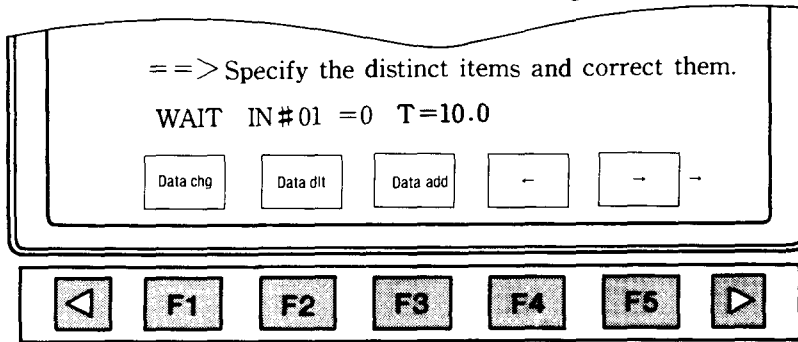 ==> Specify the distinct items and correct them.
WAIT IN#01 =0 T=10.0
Data chg Data dlt Data add ← → →
F1 F2 F3 F4 F5